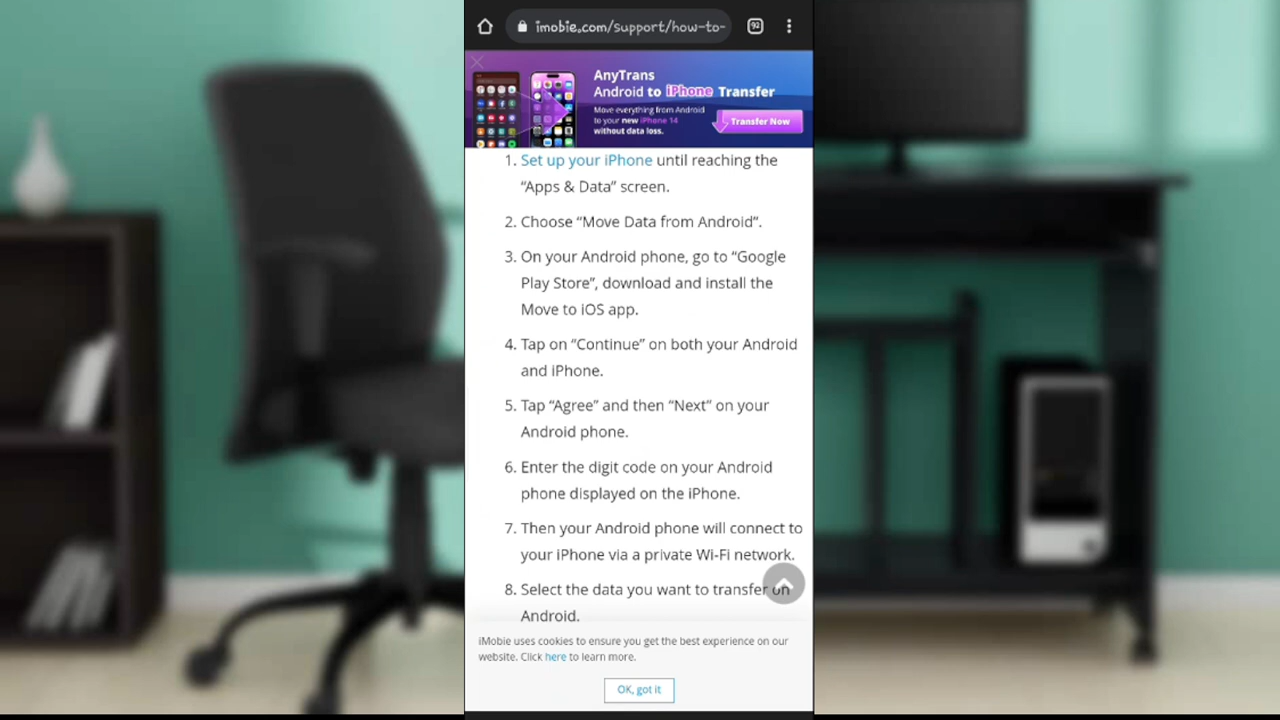 imobie.com/support/how-to-
92
AnyTrans
Android to iPhone Transfer
Move everything from Android
to your new iPhone 14
without data loss.
Transfer Now
1. Set up your iPhone until reaching the
“Apps & Data” screen.
2. Choose “Move Data from Android”.
3. On your Android phone, go to “Google
Play Store”, download and install the
Move to iOS app.
4. Tap on “Continue” on both your Android
and iPhone.
5. Tap “Agree” and then “Next” on your
Android phone.
6. Enter the digit code on your Android
phone displayed on the iPhone.
7. Then your Android phone will connect to
your iPhone via a private Wi-Fi network.
8. Select the data you want to transfer on
Android.
iMobie uses cookies to ensure you get the best experience on our
website. Click here to learn more.
OK, got it